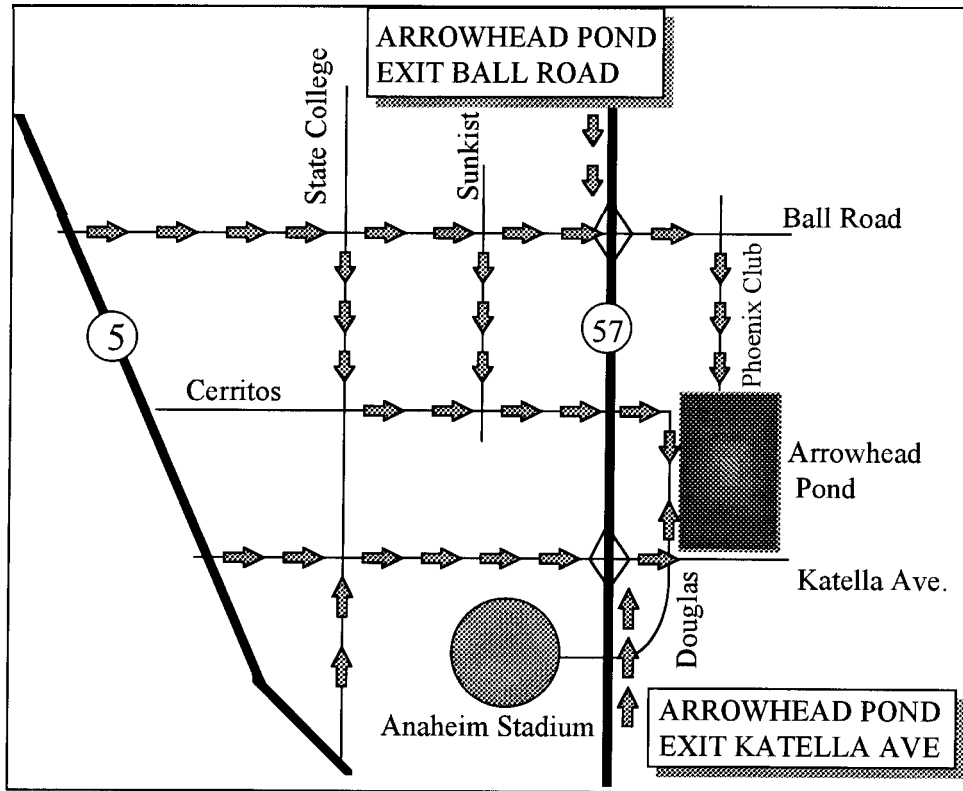 ARROWHEAD POND
EXIT BALL ROAD
State College
Sunkist
Ball Road
Phoenix Club
5
57
Cerritos
Arrowhead
Pond
Katella Ave.
Douglas
Anaheim Stadium
ARROWHEAD POND
EXIT KATELLA AVE